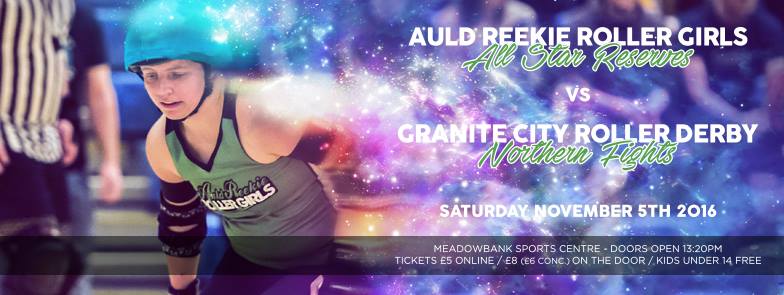 AULD REEKIE ROLLER GIRLS
All Star Reserves
VS
GRANITE CITY ROLLER DERBY
Northern Fights
SATURDAY NOVEMBER 5TH 2016
MEADOWBANK SPORTS CENTRE - DOORS OPEN 13:20PM
TICKETS £5 ONLINE / £8 (£6 CONC.) ON THE DOOR / KIDS UNDER 14 FREE
Auld Reekie
ROLLER GIRLS